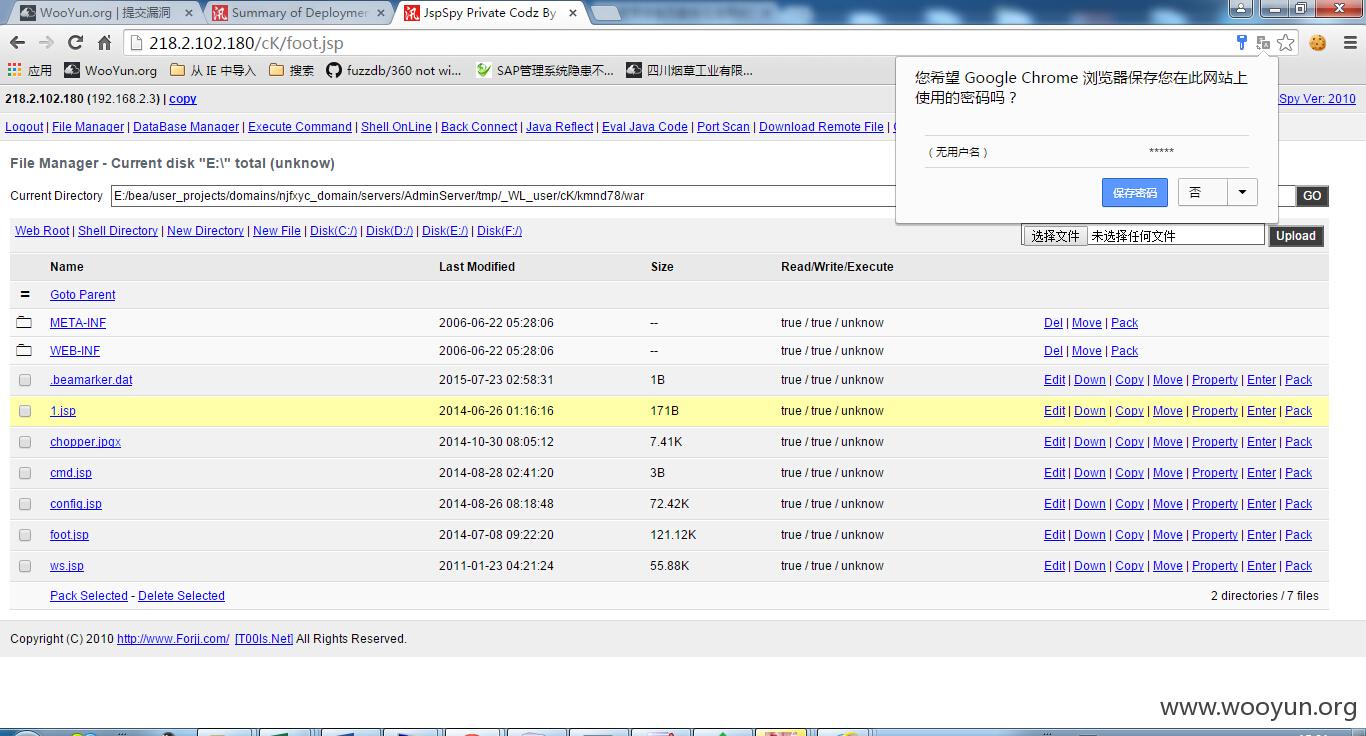 WooYun.org | 提交漏洞
Summary of Deploymen
JspSpy Private Codz By
218.2.102.180/cK/foot.jsp
应用 WooYun.org 从 IE 中导入 搜索 fuzzdb/360 not wi... SAP管理系统隐患不... 四川烟草工业有限...
您希望 Google Chrome 浏览器保存您在此网站上
使用的密码吗？
（无用户名） *****
保存密码 否
218.2.102.180 (192.168.2.3) | copy
Spy Ver: 2010
Logout | File Manager | DataBase Manager | Execute Command | Shell OnLine | Back Connect | Java Reflect | Eval Java Code | Port Scan | Download Remote File |
File Manager - Current disk "E:\" total (unknow)
Current Directory E:/bea/user_projects/domains/njfxyc_domain/servers/AdminServer/tmp/_WL_user/cK/kmnd78/war GO
Web Root | Shell Directory | New Directory | New File | Disk(C:/) | Disk(D:/) | Disk(E:/) | Disk(F:/) 选择文件 未选择任何文件 Upload
Name Last Modified Size Read/Write/Execute
= Goto Parent
META-INF 2006-06-22 05:28:06 -- true / true / unknow Del | Move | Pack
WEB-INF 2006-06-22 05:28:06 -- true / true / unknow Del | Move | Pack
.beamarker.dat 2015-07-23 02:58:31 1B true / true / unknow Edit | Down | Copy | Move | Property | Enter | Pack
1.jsp 2014-06-26 01:16:16 171B true / true / unknow Edit | Down | Copy | Move | Property | Enter | Pack
chopper.jpgx 2014-10-30 08:05:12 7.41K true / true / unknow Edit | Down | Copy | Move | Property | Enter | Pack
cmd.jsp 2014-08-28 02:41:20 3B true / true / unknow Edit | Down | Copy | Move | Property | Enter | Pack
config.jsp 2014-08-26 08:18:48 72.42K true / true / unknow Edit | Down | Copy | Move | Property | Enter | Pack
foot.jsp 2014-07-08 09:22:20 121.12K true / true / unknow Edit | Down | Copy | Move | Property | Enter | Pack
ws.jsp 2011-01-23 04:21:24 55.88K true / true / unknow Edit | Down | Copy | Move | Property | Enter | Pack
Pack Selected - Delete Selected 2 directories / 7 files
Copyright (C) 2010 http://www.Forjj.com/ [T00ls.Net] All Rights Reserved.
www.wooyun.org